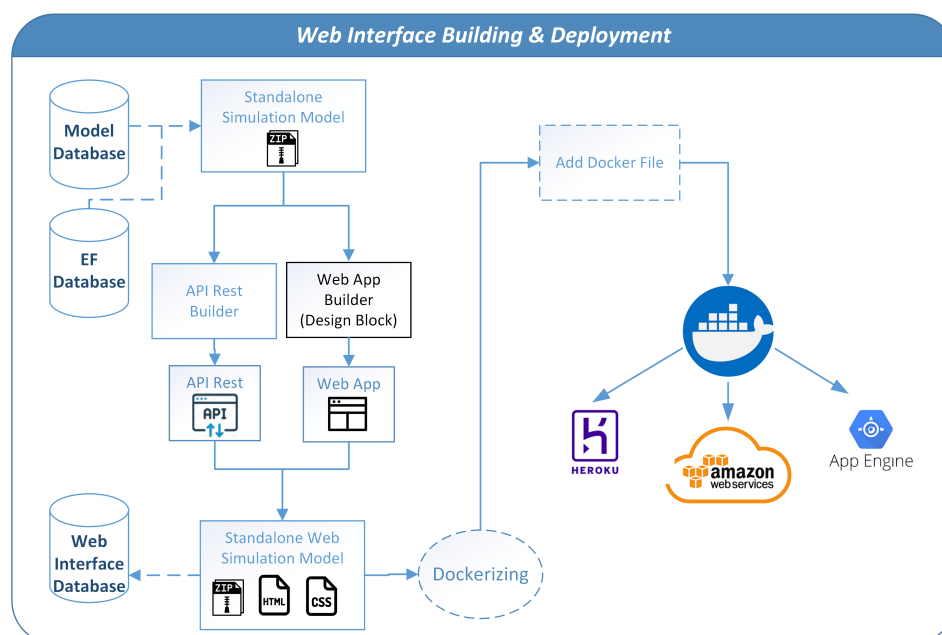 Web Interface Building & Deployment
Model
Database
Standalone
Simulation Model
ZIP
EF
Database
API Rest
Builder
Web App
Builder
(Design Block)
API Rest
API
Web App
Add Docker File
HEROKU
amazon
web services
App Engine
Web
Interface
Database
Standalone Web
Simulation Model
ZIP
HTML
CSS
Dockerizing